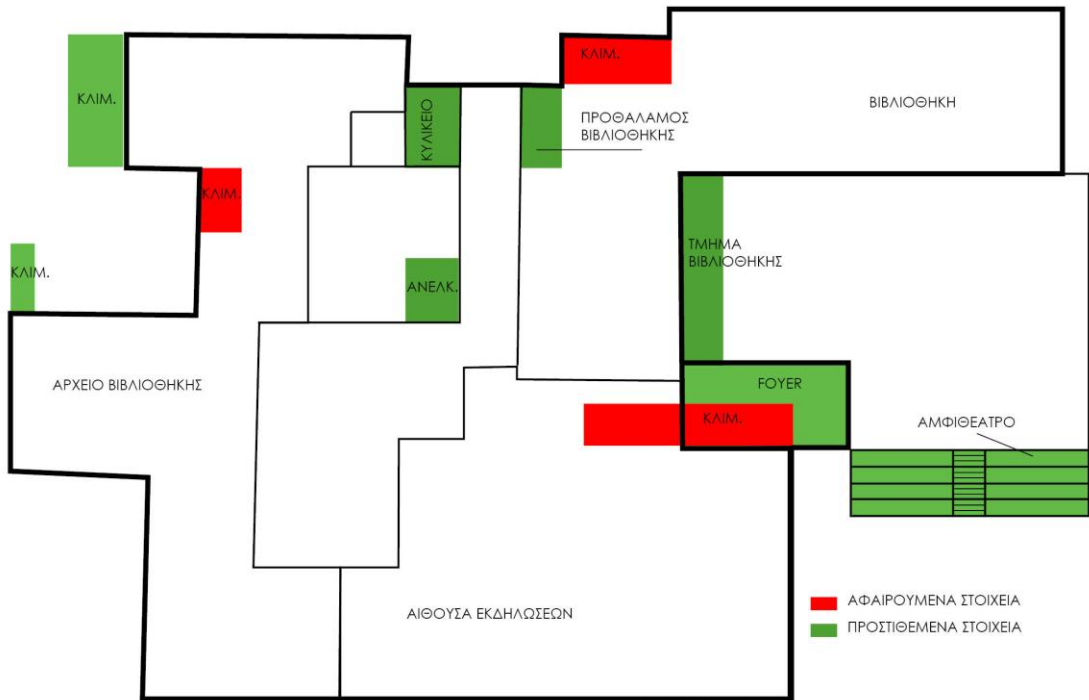 ΚΛΙΜ.
ΒΙΒΛΙΟΘΗΚΗ
ΚΛΙΜ.
ΚΥΛΙΚΕΙΟ
ΠΡΟΘΑΛΑΜΟΣ
ΒΙΒΛΙΟΘΗΚΗΣ
ΚΛΙΜ.
ΤΜΗΜΑ
ΒΙΒΛΙΟΘΗΚΗΣ
ΚΛΙΜ.
ΑΝΕΛΚ.
ΑΡΧΕΙΟ ΒΙΒΛΙΟΘΗΚΗΣ
FOYER
ΚΛΙΜ.
ΑΜΦΙΘΕΑΤΡΟ
ΑΙΘΟΥΣΑ ΕΚΔΗΛΩΣΕΩΝ
ΑΦΑΙΡΟΥΜΕΝΑ ΣΤΟΙΧΕΙΑ
ΠΡΟΣΤΙΘΕΜΕΝΑ ΣΤΟΙΧΕΙΑ